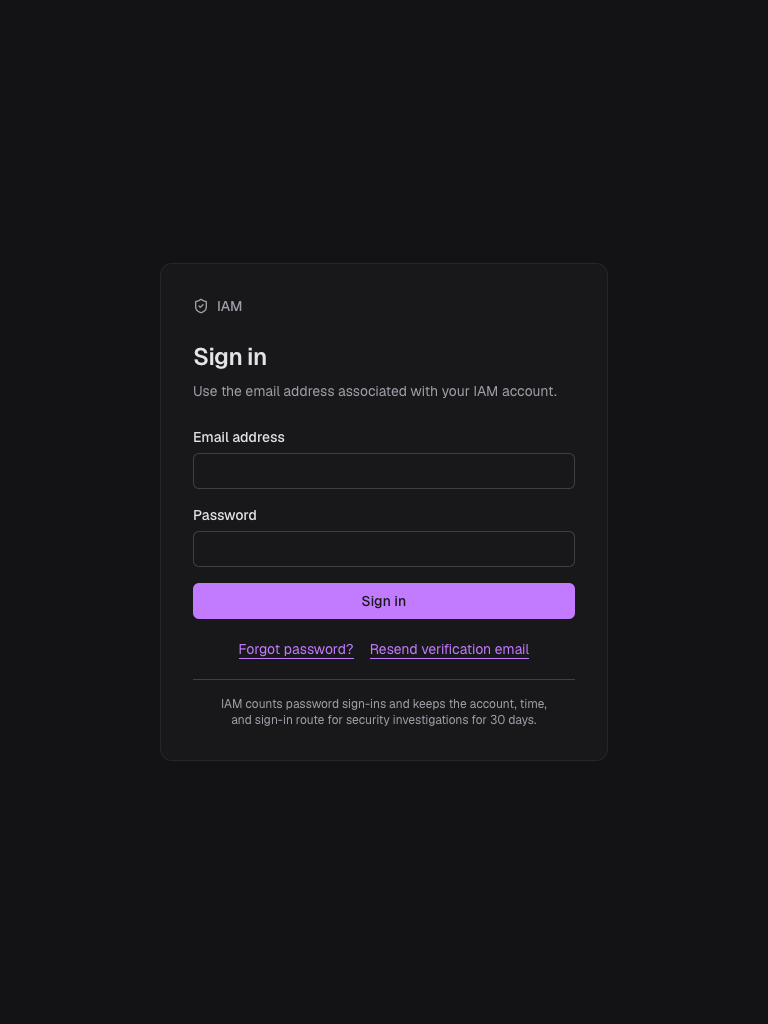 IAM
Sign in
Use the email address associated with your IAM account.
Email address
Password
Sign in
Forgot password? Resend verification email
IAM counts password sign-ins and keeps the account, time,
and sign-in route for security investigations for 30 days.